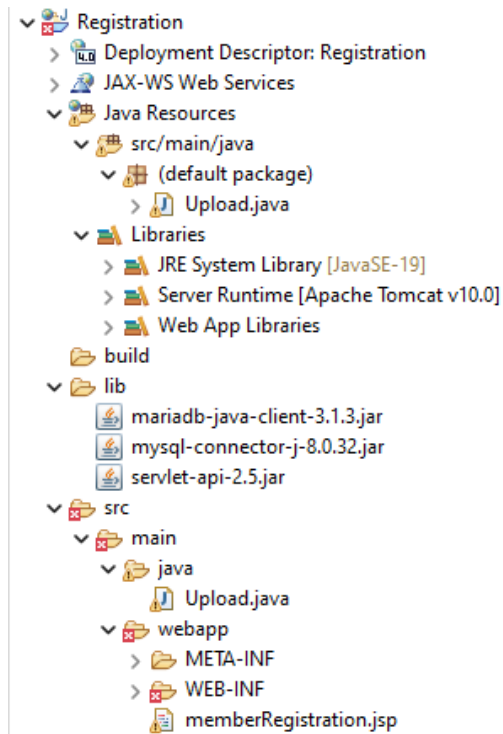 Registration
4.0 Deployment Descriptor: Registration
JAX-WS Web Services
Java Resources
src/main/java
(default package)
J Upload.java
Libraries
JRE System Library [JavaSE-19]
Server Runtime [Apache Tomcat v10.0]
Web App Libraries
build
lib
mariadb-java-client-3.1.3.jar
mysql-connector-j-8.0.32.jar
servlet-api-2.5.jar
src
main
java
J Upload.java
webapp
META-INF
WEB-INF
memberRegistration.jsp